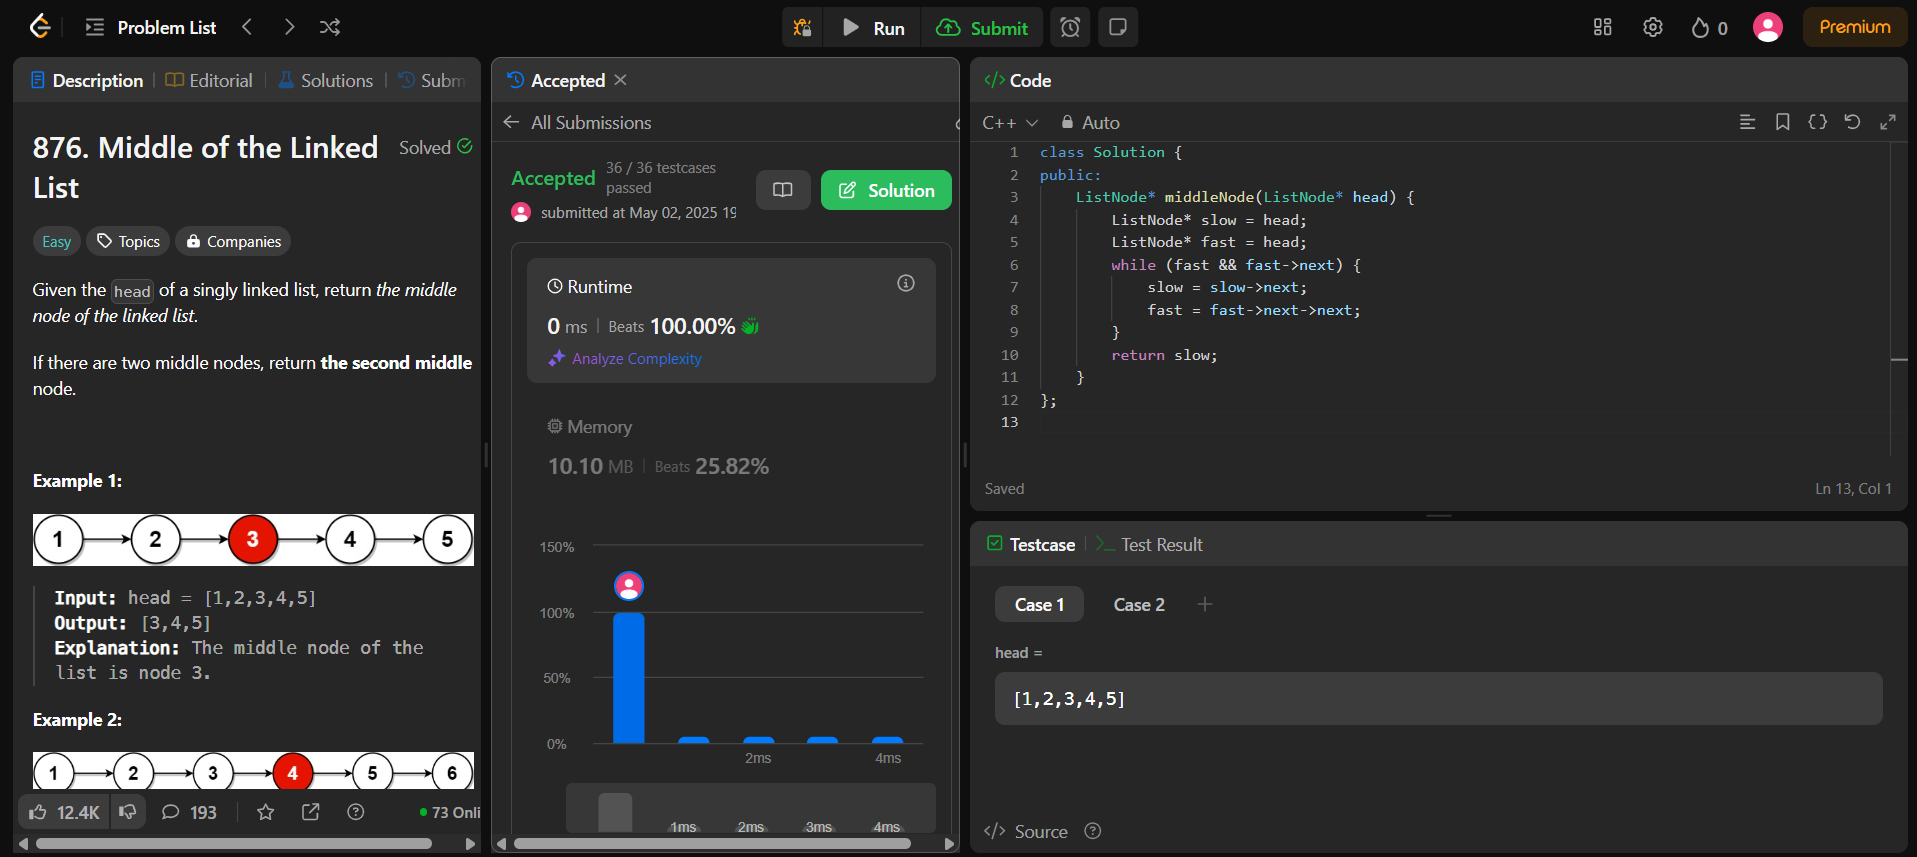 Problem List
Run
Submit
0
Premium
Description
Editorial
Solutions
Subm
876. Middle of the Linked
List
Solved
Easy
Topics
Companies
Given the head of a singly linked list, return the middle
node of the linked list.
If there are two middle nodes, return the second middle
node.
Example 1:
1 2 3 4 5
Input: head = [1,2,3,4,5]
Output: [3,4,5]
Explanation: The middle node of the
list is node 3.
Example 2:
1 2 3 4 5 6
12.4K
193
73 Onli
Accepted
All Submissions
Accepted
36 / 36 testcases
passed
submitted at May 02, 2025 19
Solution
Runtime
0 ms
Beats 100.00%
Analyze Complexity
Memory
10.10 MB
Beats 25.82%
150%
100%
50%
0%
2ms
4ms
1ms
2ms
3ms
4ms
</> Code
C++
Auto
1 class Solution {
2 public:
3 ListNode* middleNode(ListNode* head) {
4 ListNode* slow = head;
5 ListNode* fast = head;
6 while (fast && fast->next) {
7 slow = slow->next;
8 fast = fast->next->next;
9 }
10 return slow;
11 }
12 };
13
Saved
Ln 13, Col 1
Testcase
>_ Test Result
Case 1
Case 2
head =
[1,2,3,4,5]
</> Source